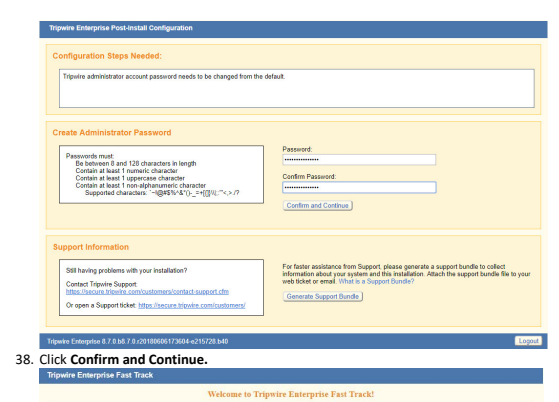 Tripwire Enterprise Post-Install Configuration
Configuration Steps Needed:
Tripwire administrator account password needs to be changed from the default.
Create Administrator Password
Passwords must:
Be between 8 and 128 characters in length
Contain at least 1 numeric character
Contain at least 1 uppercase character
Contain at least 1 non-alphanumeric character
Supported characters: `~!@#$%^&*()-_=+[{]}\|;:'"<,>./?
Password:
Confirm Password:
Confirm and Continue
Support Information
Still having problems with your installation?
Contact Tripwire Support:
https://secure.tripwire.com/customers/contact-support.cfm
Or open a Support ticket: https://secure.tripwire.com/customers/
For faster assistance from Support, please generate a support bundle to collect
information about your system and this installation. Attach the support bundle file to your
web ticket or email. What is a Support Bundle?
Generate Support Bundle
Tripwire Enterprise 8.7.0.b8.7.0.r20180606173604-e215728.b40
Logout
38. Click Confirm and Continue.
Tripwire Enterprise Fast Track
Welcome to Tripwire Enterprise Fast Track!